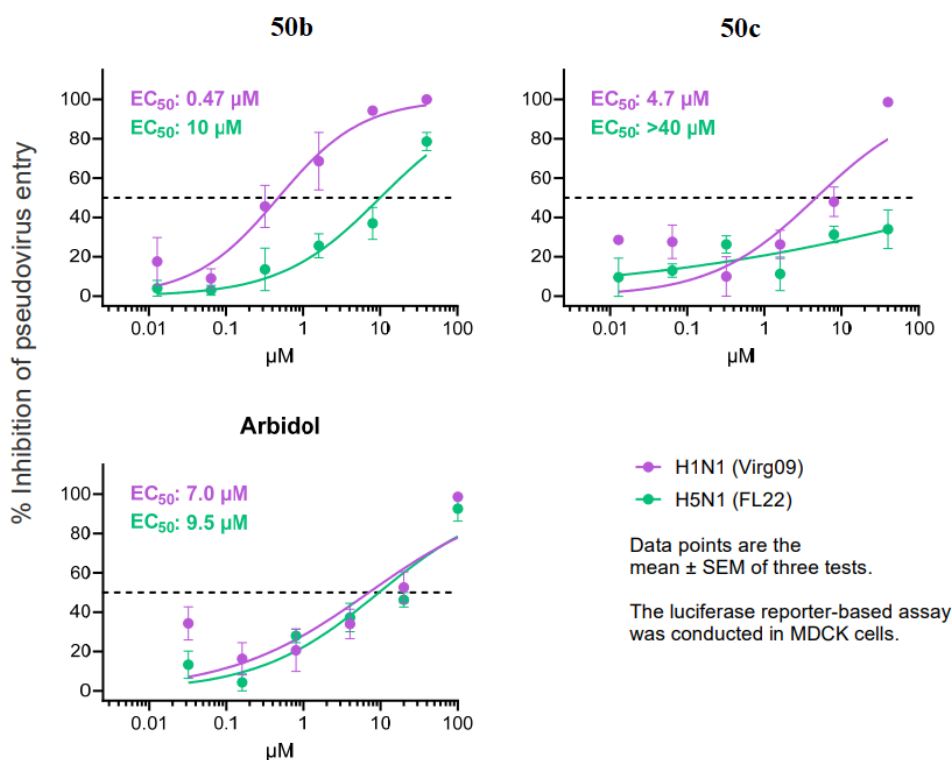 50b
EC50: 0.47 µM
EC50: 10 µM
100
80
60
40
20
0
0.01 0.1 1 10 100
µM
50c
EC50: 4.7 µM
EC50: >40 µM
100
80
60
40
20
0
0.01 0.1 1 10 100
µM
% Inhibition of pseudovirus entry
Arbidol
EC50: 7.0 µM
EC50: 9.5 µM
100
80
60
40
20
0
0.01 0.1 1 10 100
µM
H1N1 (Virg09)
H5N1 (FL22)
Data points are the
mean ± SEM of three tests.
The luciferase reporter-based assay
was conducted in MDCK cells.